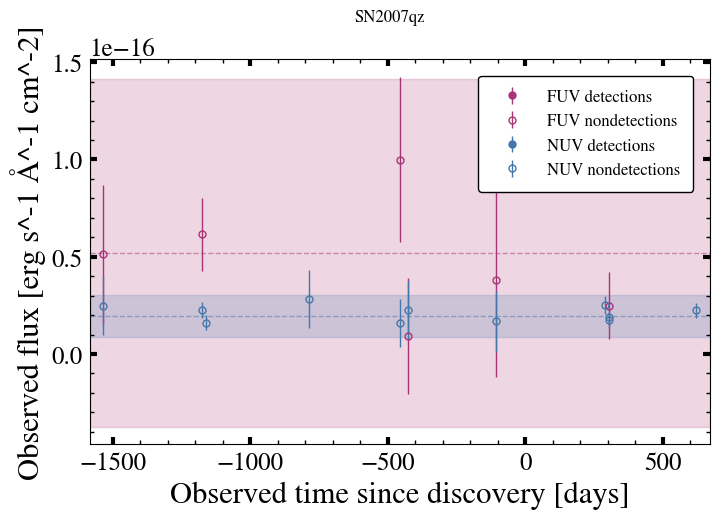 SN2007qz
1e−16
1.5
1.0
0.5
0.0
Observed flux [erg s^-1 Å^-1 cm^-2]
FUV detections
FUV nondetections
NUV detections
NUV nondetections
−1500
−1000
−500
0
500
Observed time since discovery [days]